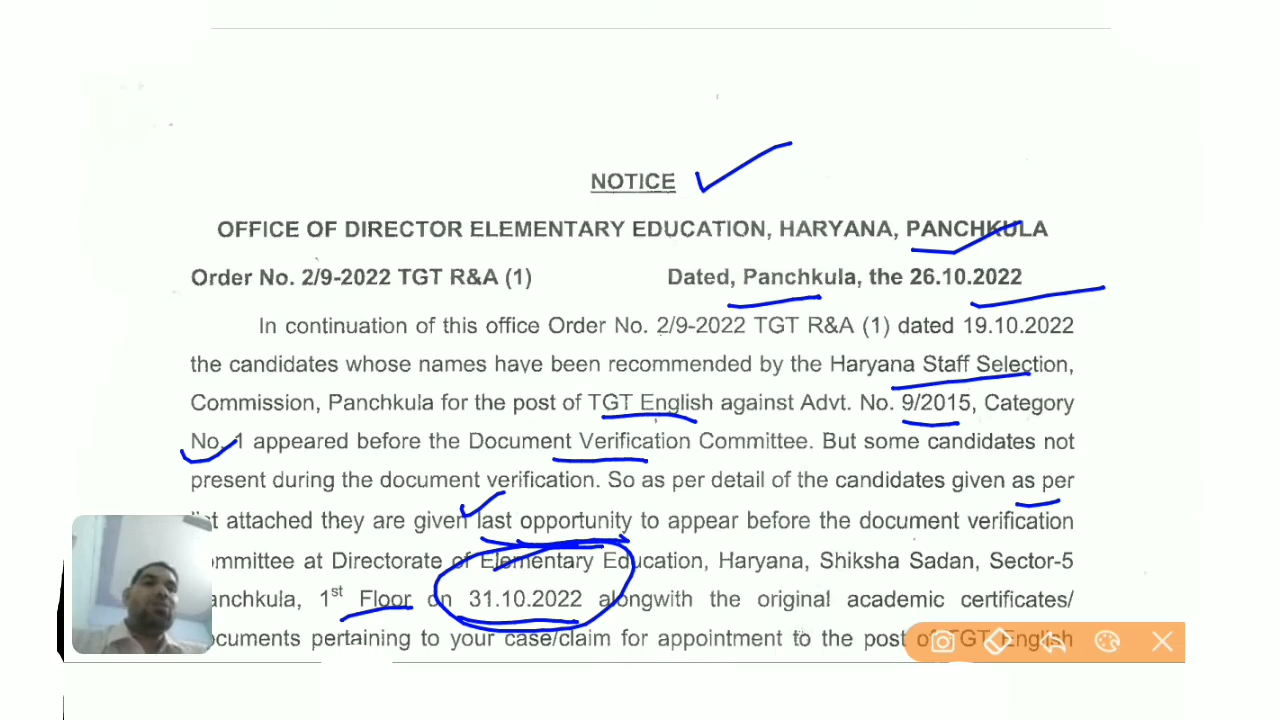 NOTICE
OFFICE OF DIRECTOR ELEMENTARY EDUCATION, HARYANA, PANCHKULA
Order No. 2/9-2022 TGT R&A (1) Dated, Panchkula, the 26.10.2022
In continuation of this office Order No. 2/9-2022 TGT R&A (1) dated 19.10.2022
the candidates whose names have been recommended by the Haryana Staff Selection,
Commission, Panchkula for the post of TGT English against Advt. No. 9/2015, Category
No. 1 appeared before the Document Verification Committee. But some candidates not
present during the document verification. So as per detail of the candidates given as per
attached they are given last opportunity to appear before the document verification
at Directorate of Elementary Education, Haryana, Shiksha Sadan, Sector-5
1st Floor on 31.10.2022 alongwith the original academic certificates/
pertaining to your case/claim for appointment to the post of TGT English